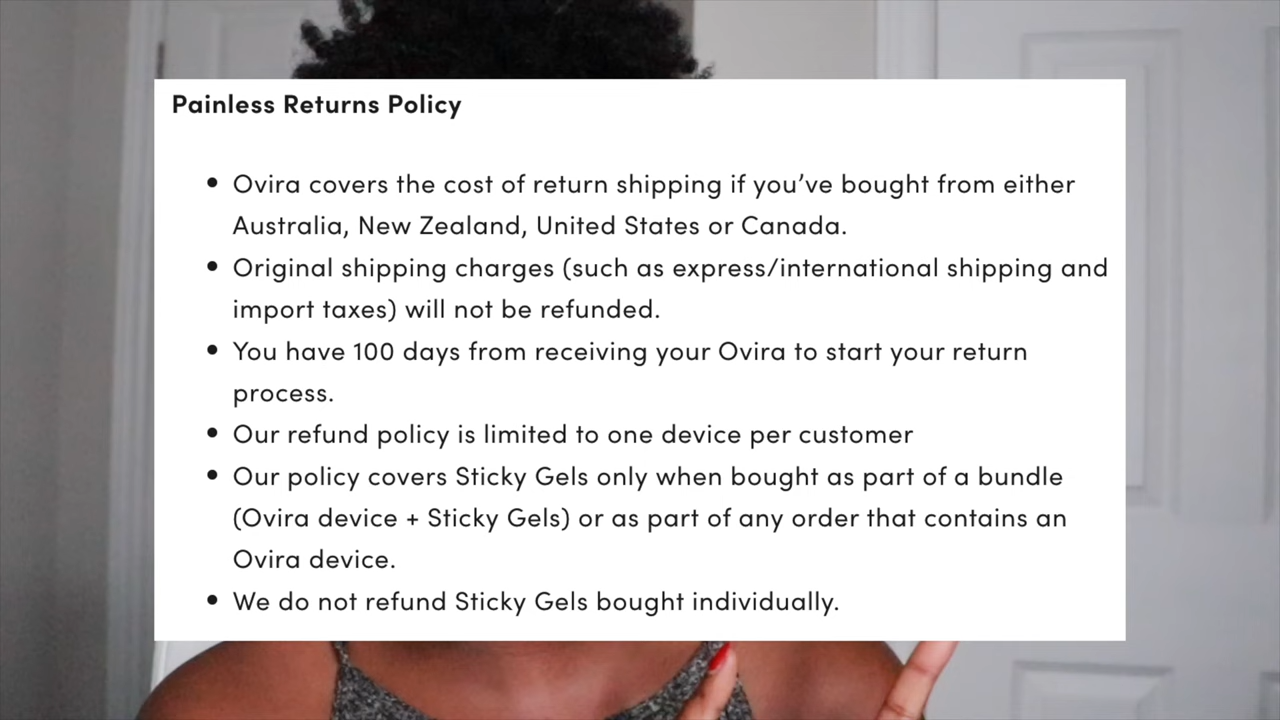 Painless Returns Policy
• Ovira covers the cost of return shipping if you’ve bought from either
Australia, New Zealand, United States or Canada.
• Original shipping charges (such as express/international shipping and
import taxes) will not be refunded.
• You have 100 days from receiving your Ovira to start your return
process.
• Our refund policy is limited to one device per customer
• Our policy covers Sticky Gels only when bought as part of a bundle
(Ovira device + Sticky Gels) or as part of any order that contains an
Ovira device.
• We do not refund Sticky Gels bought individually.